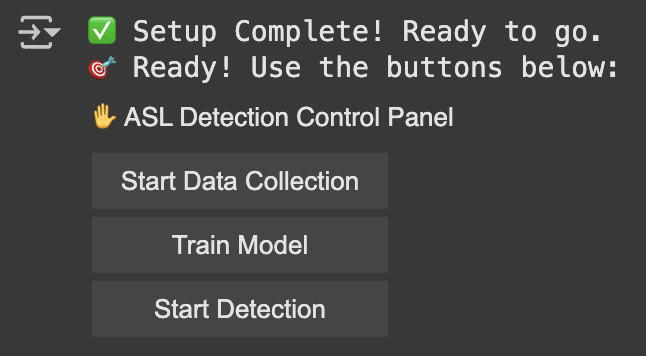 ✅ Setup Complete! Ready to go.
🎯 Ready! Use the buttons below:
✋ ASL Detection Control Panel
Start Data Collection
Train Model
Start Detection